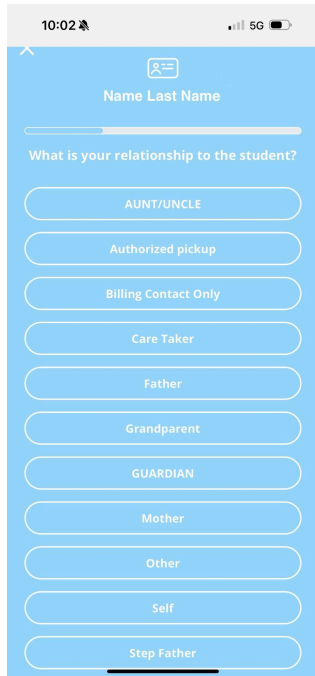 10:02
5G
Name Last Name
What is your relationship to the student?
AUNT/UNCLE
Authorized pickup
Billing Contact Only
Care Taker
Father
Grandparent
GUARDIAN
Mother
Other
Self
Step Father